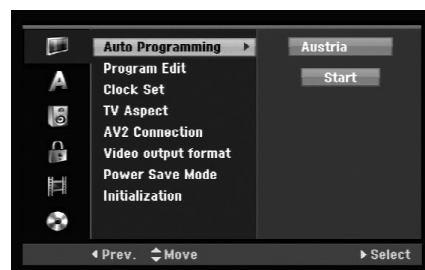 Auto Programming
Austria
Program Edit
Start
A
Clock Set
TV Aspect
AV2 Connection
Video output format
Power Save Mode
Initialization
Prev. Move Select